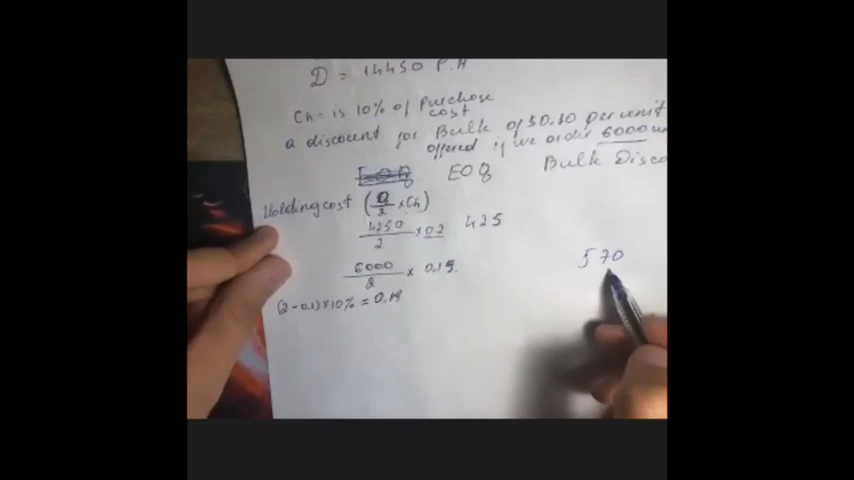 D = 14450 P.A
Ch = is 10% of Purchase cost
a discount for Bulk of $0.10 per unit
offered if we order 6000
EOQ Bulk Disco
Holding cost (Q/2 × Ch)
4250/2 × 0.2 425
6000/2 × 0.19 570
(2-0.1) × 10% = 0.19